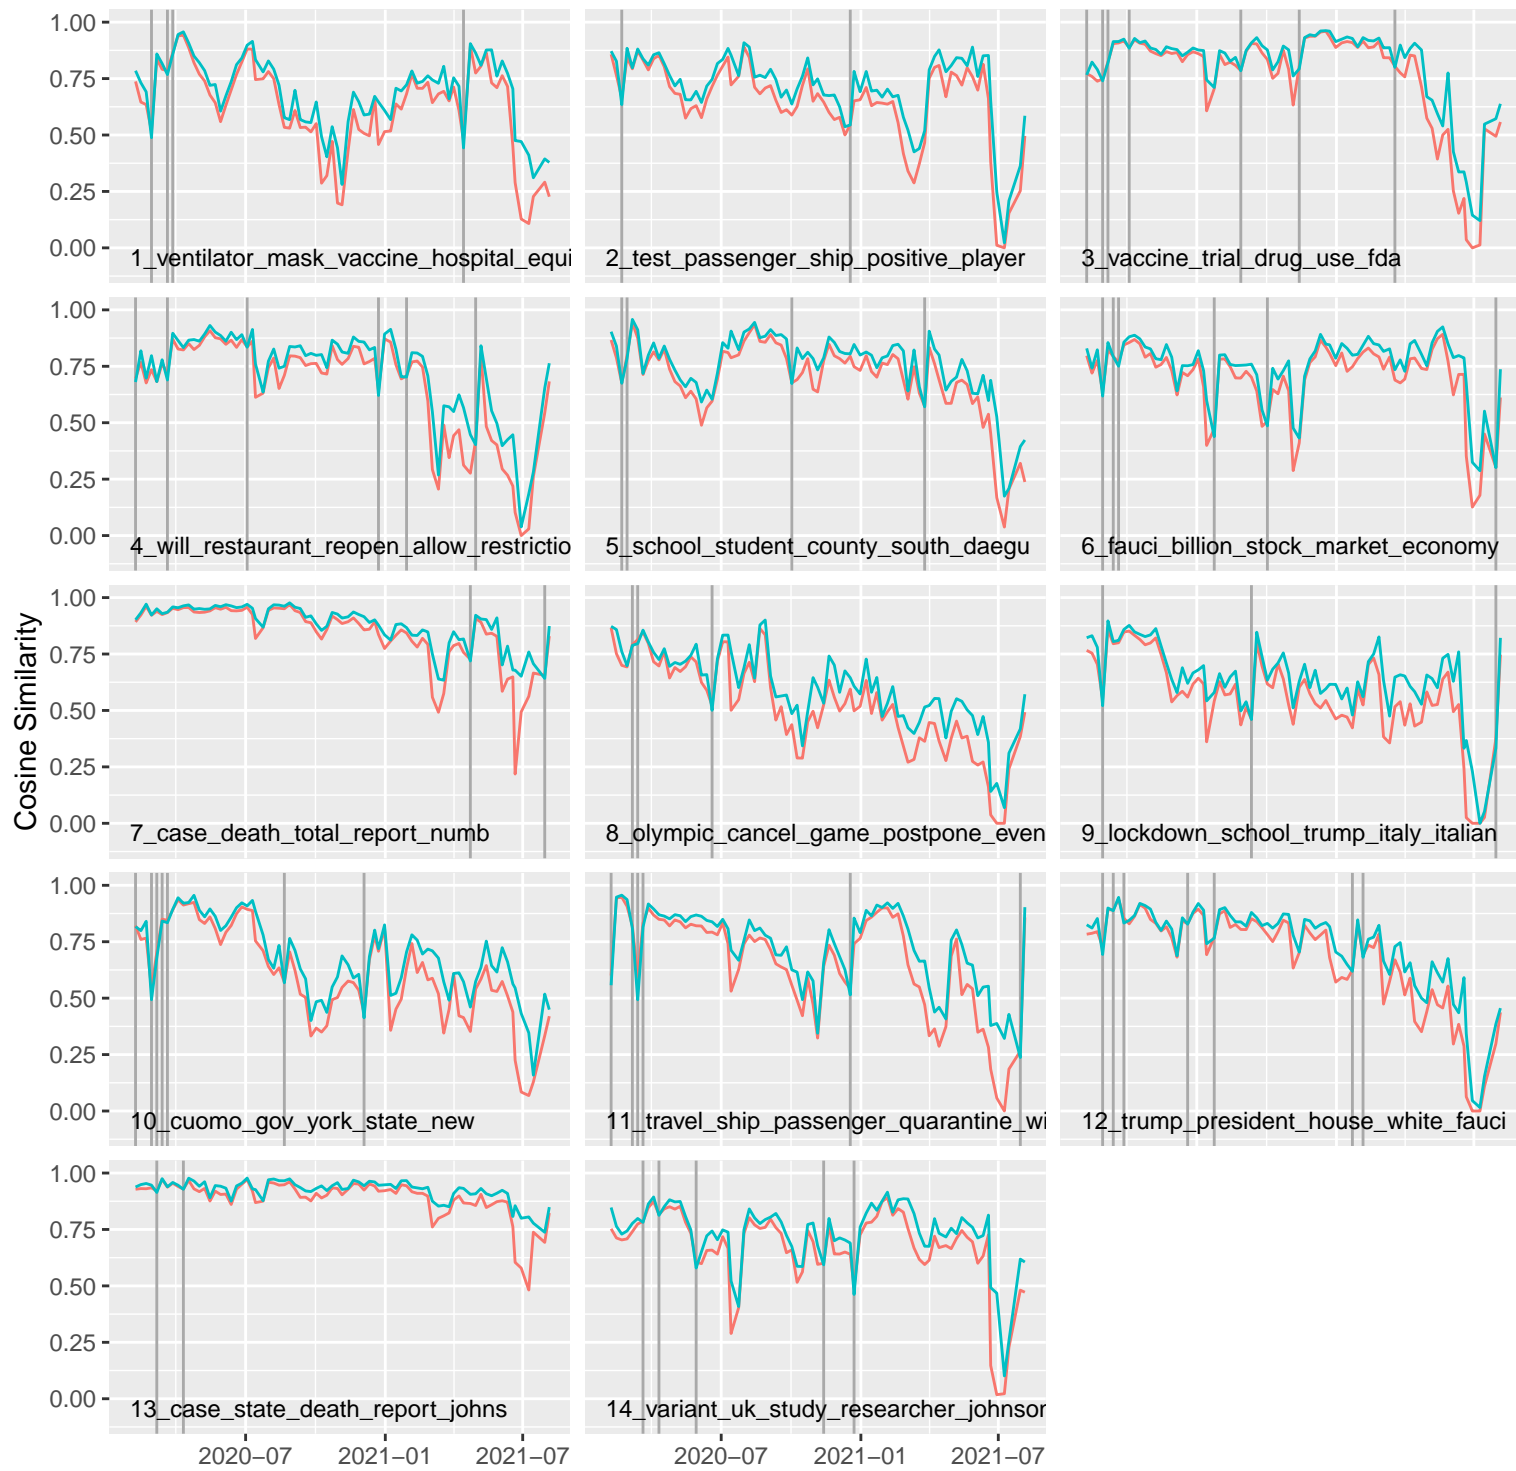 1.00
0.75
0.50
0.25
0.00
1_ventilator_mask_vaccine_hospital_equi
2_test_passenger_ship_positive_player
3_vaccine_trial_drug_use_fda
1.00
0.75
0.50
0.25
0.00
4_will_restaurant_reopen_allow_restrictio
5_school_student_county_south_daegu
6_fauci_billion_stock_market_economy
Cosine Similarity
1.00
0.75
0.50
0.25
0.00
7_case_death_total_report_numb
8_olympic_cancel_game_postpone_even
9_lockdown_school_trump_italy_italian
1.00
0.75
0.50
0.25
0.00
10_cuomo_gov_york_state_new
11_travel_ship_passenger_quarantine_wi
12_trump_president_house_white_fauci
1.00
0.75
0.50
0.25
0.00
13_case_state_death_report_johns
14_variant_uk_study_researcher_johnson
2020−07 2021−01 2021−07 2020−07 2021−01 2021−07